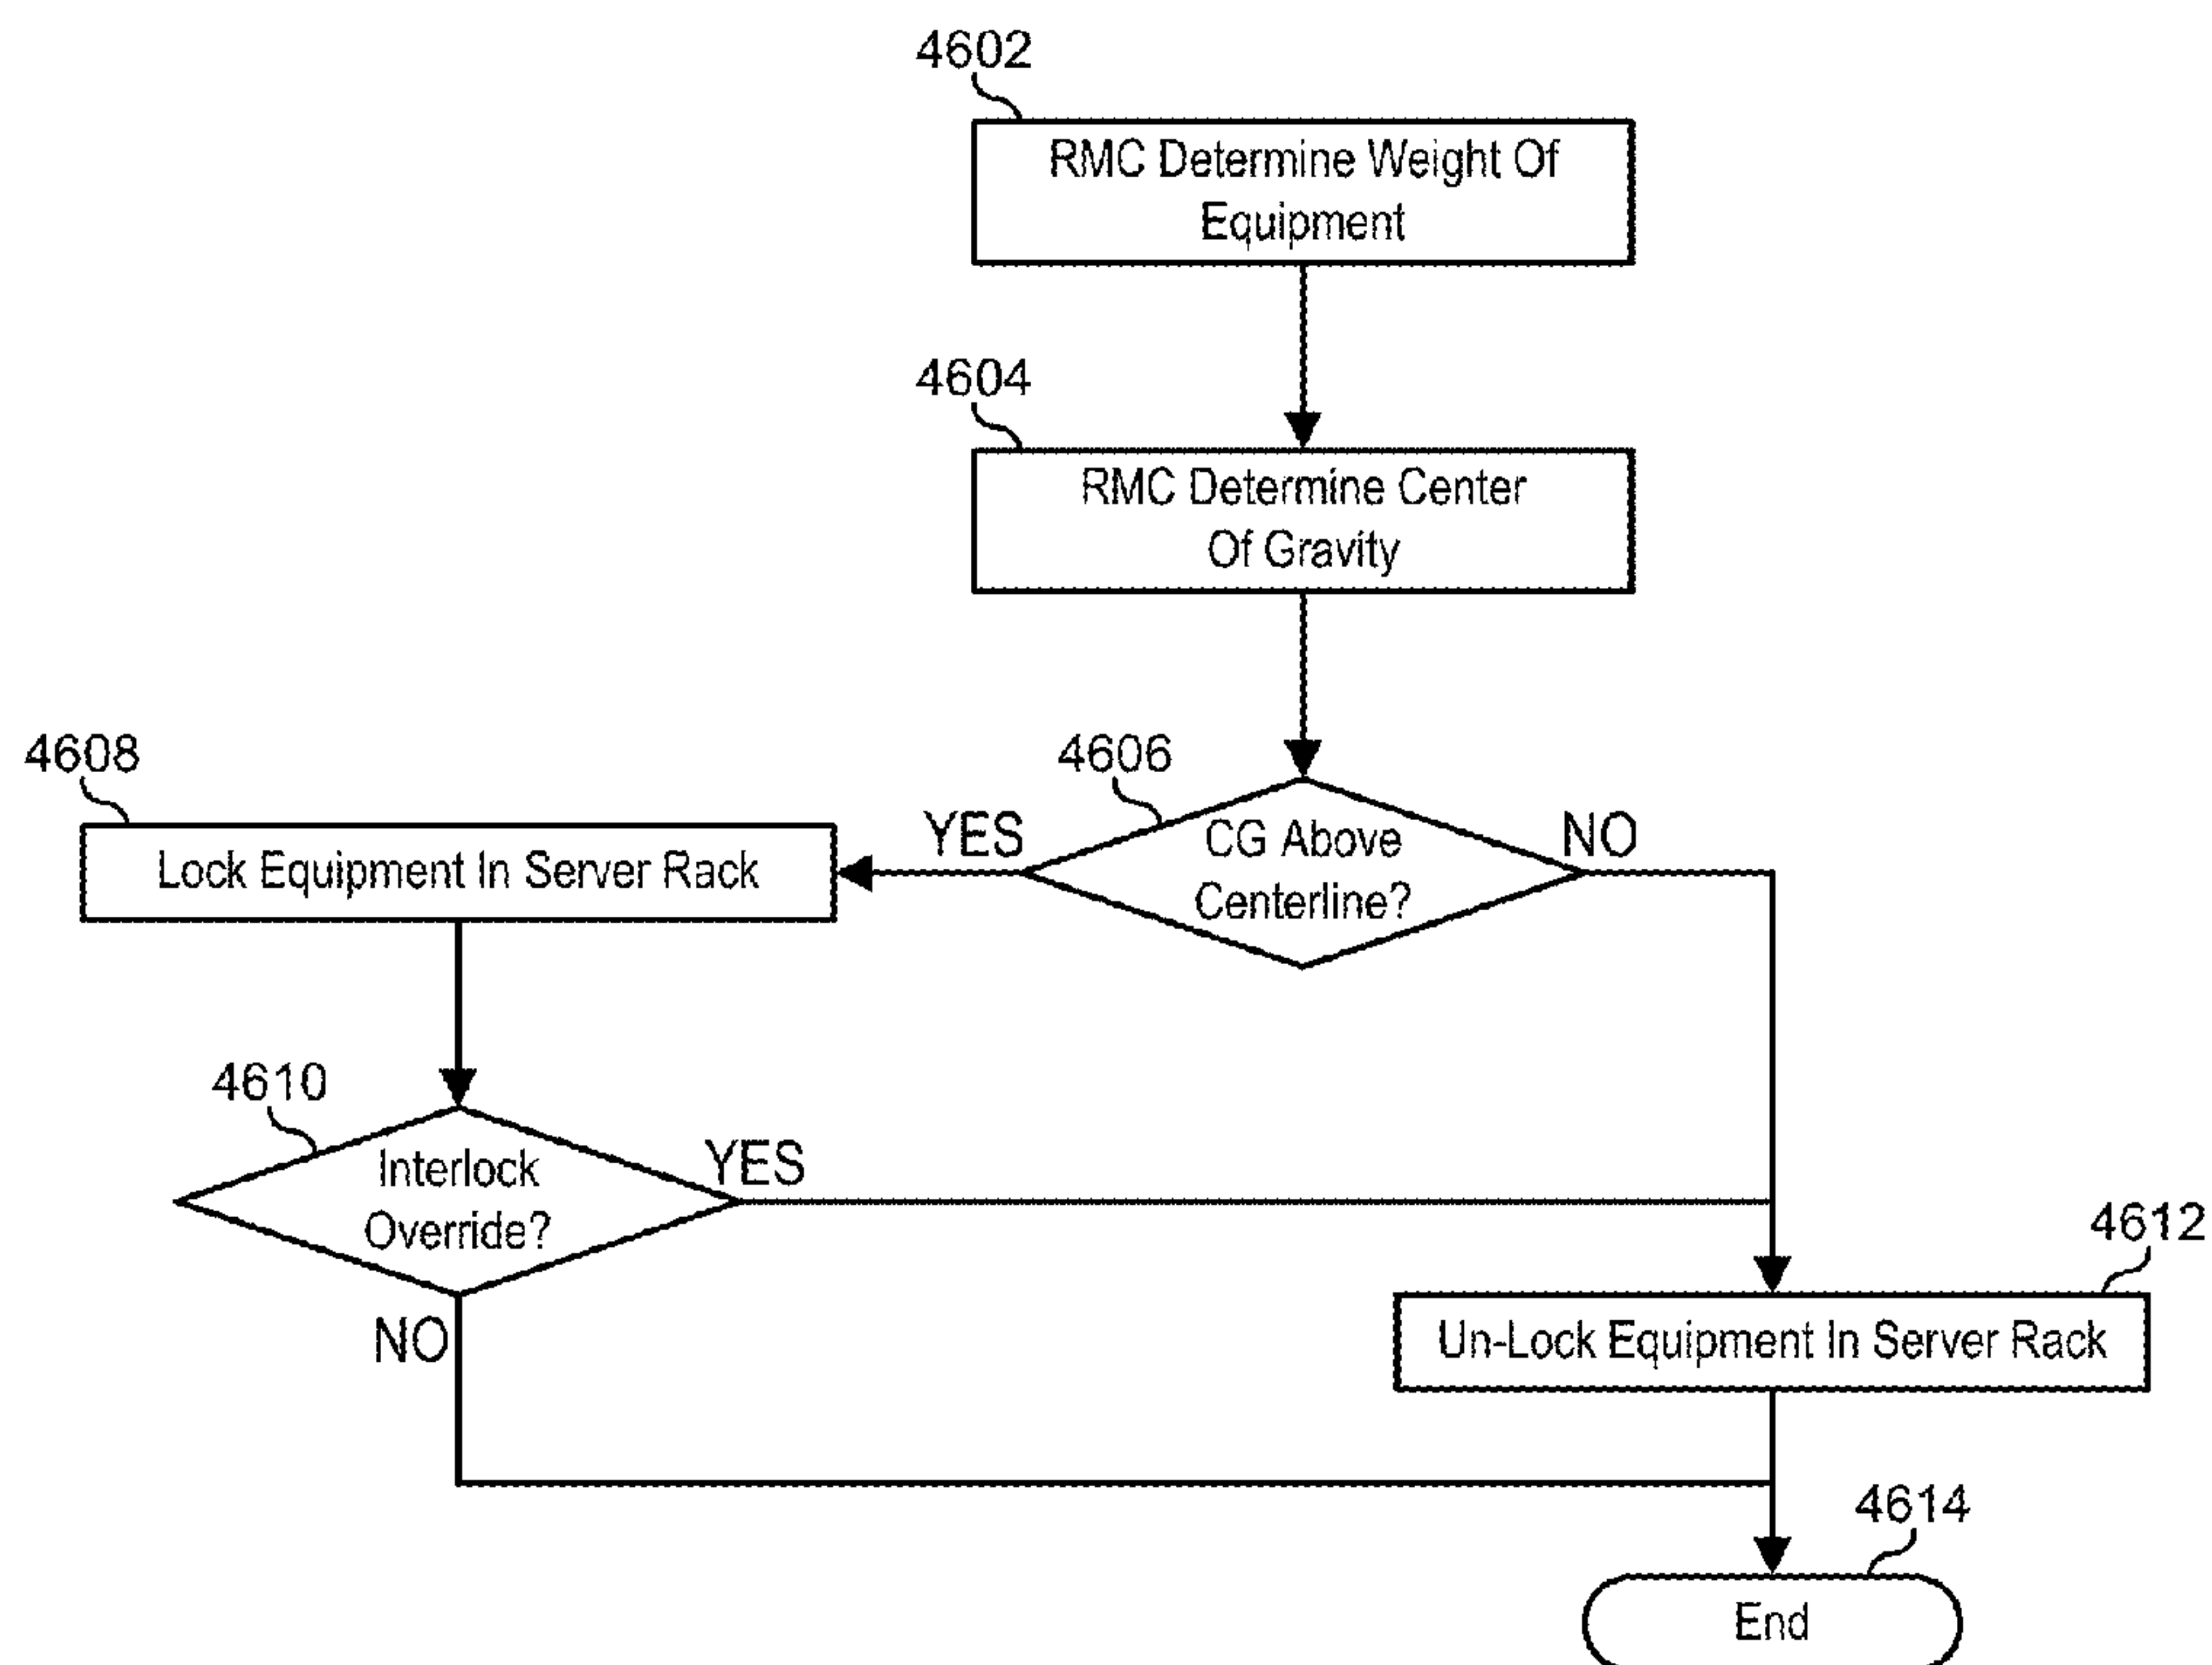 4602
RMC Determine Weight Of
Equipment
4604
RMC Determine Center
Of Gravity
4606
CG Above
Centerline?
YES
NO
4608
Lock Equipment In Server Rack
4610
Interlock
Override?
YES
NO
4612
Un-Lock Equipment In Server Rack
4614
End